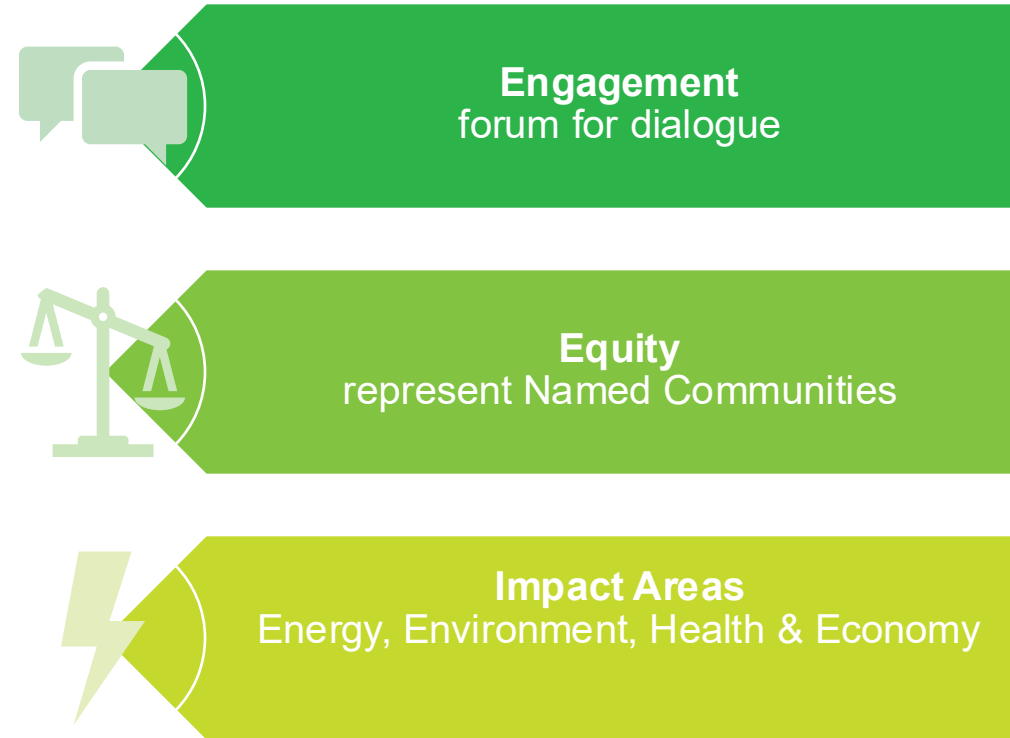 Engagement
forum for dialogue
Equity
represent Named Communities
Impact Areas
Energy, Environment, Health & Economy